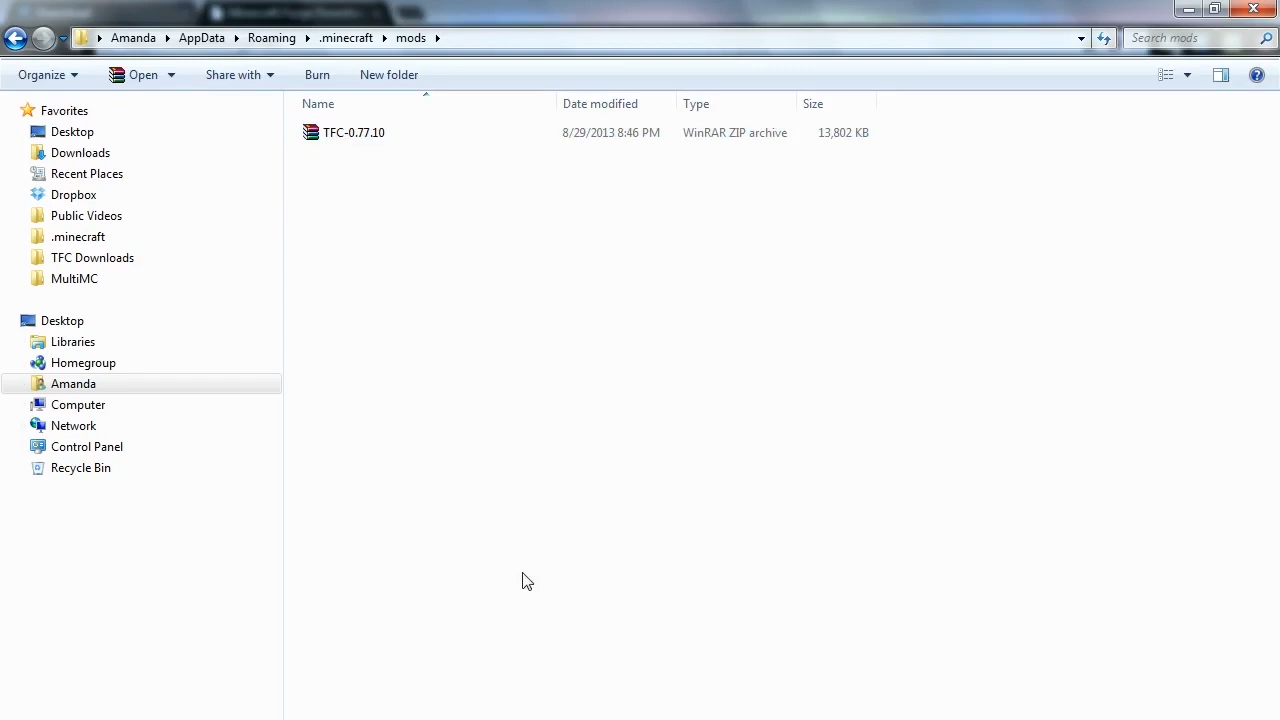 Amanda AppData Roaming .minecraft mods Search mods
Organize Open Share with Burn New folder
Name Date modified Type Size
TFC-0.77.10 8/29/2013 8:46 PM WinRAR ZIP archive 13,802 KB
Favorites
Desktop
Downloads
Recent Places
Dropbox
Public Videos
.minecraft
TFC Downloads
MultiMC
Desktop
Libraries
Homegroup
Amanda
Computer
Network
Control Panel
Recycle Bin